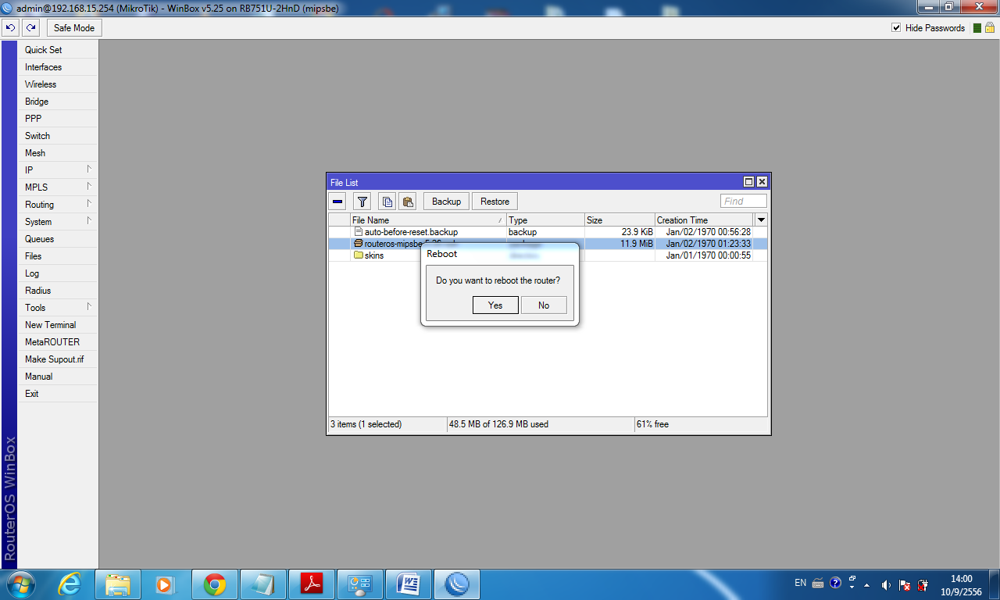 admin@192.168.15.254 (MikroTik) - WinBox v5.25 on RB751U-2HnD (mipsbe)
Safe Mode
Hide Passwords
Quick Set
Interfaces
Wireless
Bridge
PPP
Switch
Mesh
IP
MPLS
Routing
System
Queues
Files
Log
Radius
Tools
New Terminal
MetaROUTER
Make Supout.rif
Manual
Exit
RouterOS WinBox
File List
Backup Restore Find
File Name / Type Size Creation Time
auto-before-reset.backup backup 23.9 KiB Jan/02/1970 00:56:28
routeros-mipsbe 11.9 MiB Jan/02/1970 01:23:33
skins Jan/01/1970 00:00:55
Reboot
Do you want to reboot the router?
Yes No
3 items (1 selected) 48.5 MB of 126.9 MB used 61% free
EN 14:00
10/9/2556